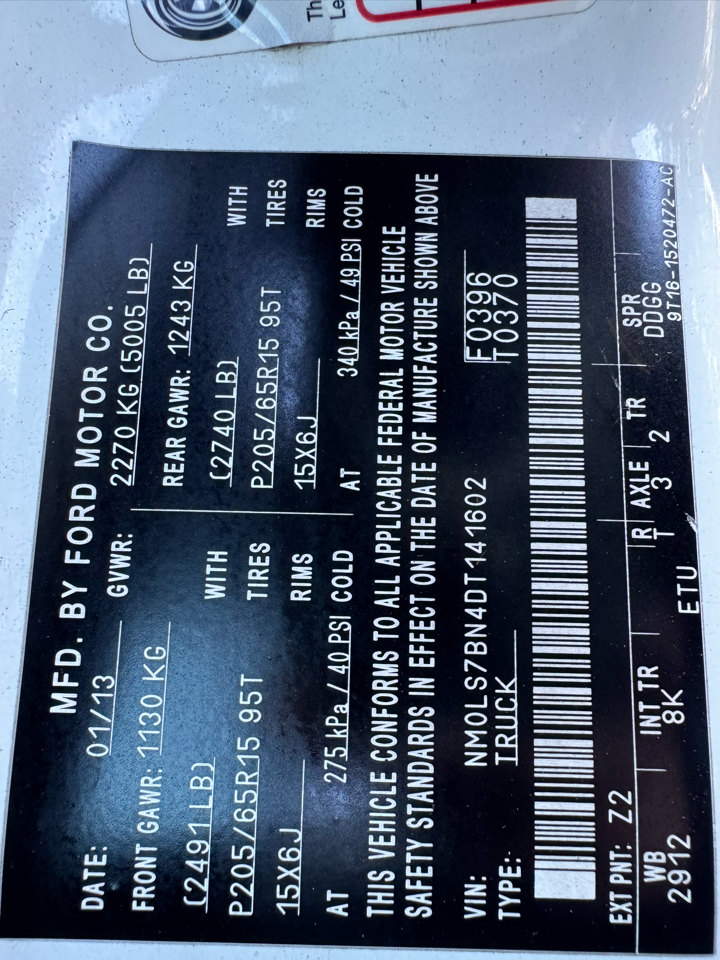 Th
Le
MFD. BY FORD MOTOR CO.
DATE: 01/13 GVWR: 2270 KG (5005 LB)
FRONT GAWR: 1130 KG REAR GAWR: 1243 KG
(2491 LB) WITH (2740 LB) WITH
P205/65R15 95T TIRES P205/65R15 95T TIRES
15X6J RIMS 15X6J RIMS
AT 275 kPa / 40 PSI COLD AT 340 kPa / 49 PSI COLD
THIS VEHICLE CONFORMS TO ALL APPLICABLE FEDERAL MOTOR VEHICLE
SAFETY STANDARDS IN EFFECT ON THE DATE OF MANUFACTURE SHOWN ABOVE
VIN: NM0LS7BN4DT141602 F0396
TYPE: TRUCK T0370
EXT PNT: Z2 R AXLE TR SPR
WB INT TR T 3 2 DDGG
2912 8K ETU 9T16-1520472-AC